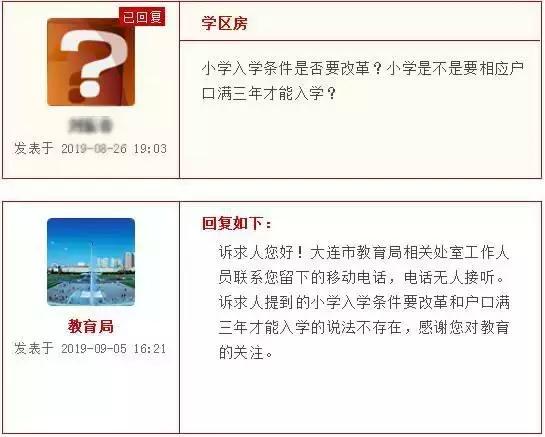 已回复
学区房
小学入学条件是否要改革？小学是不是要相应户
口满三年才能入学？
发表于 2019-08-26 19:03
回复如下：
诉求人您好！大连市教育局相关处室工作人
员联系您留下的移动电话，电话无人接听。
诉求人提到的小学入学条件要改革和户口满
三年才能入学的说法不存在，感谢您对教育
的关注。
教育局
发表于 2019-09-05 16:21